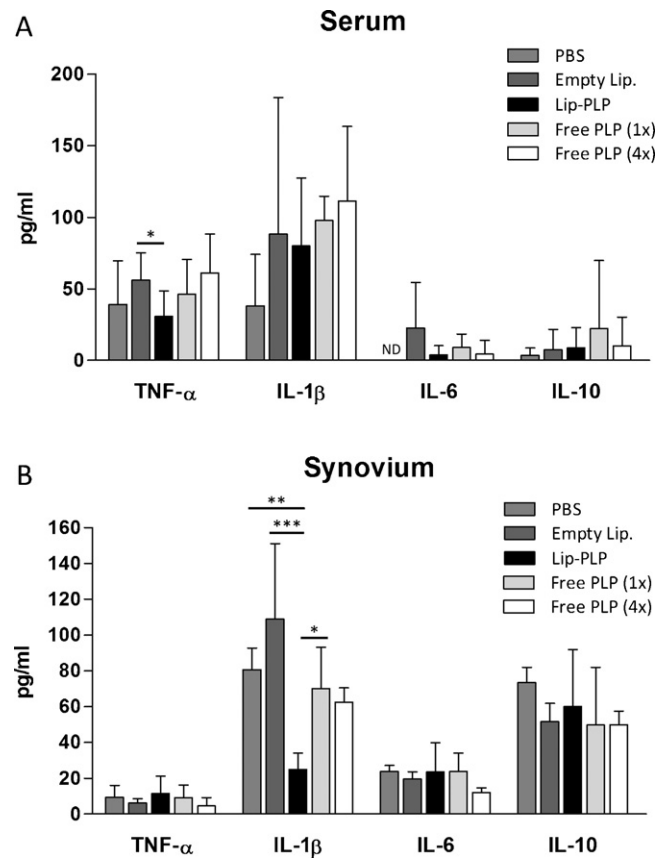 A
Serum
PBS
Empty Lip.
Lip-PLP
Free PLP (1x)
Free PLP (4x)
200
150
100
50
0
pg/ml
*
ND
TNF-α IL-1β IL-6 IL-10
B
Synovium
PBS
Empty Lip.
Lip-PLP
Free PLP (1x)
Free PLP (4x)
160
140
120
100
80
60
40
20
0
pg/ml
**
***
*
TNF-α IL-1β IL-6 IL-10